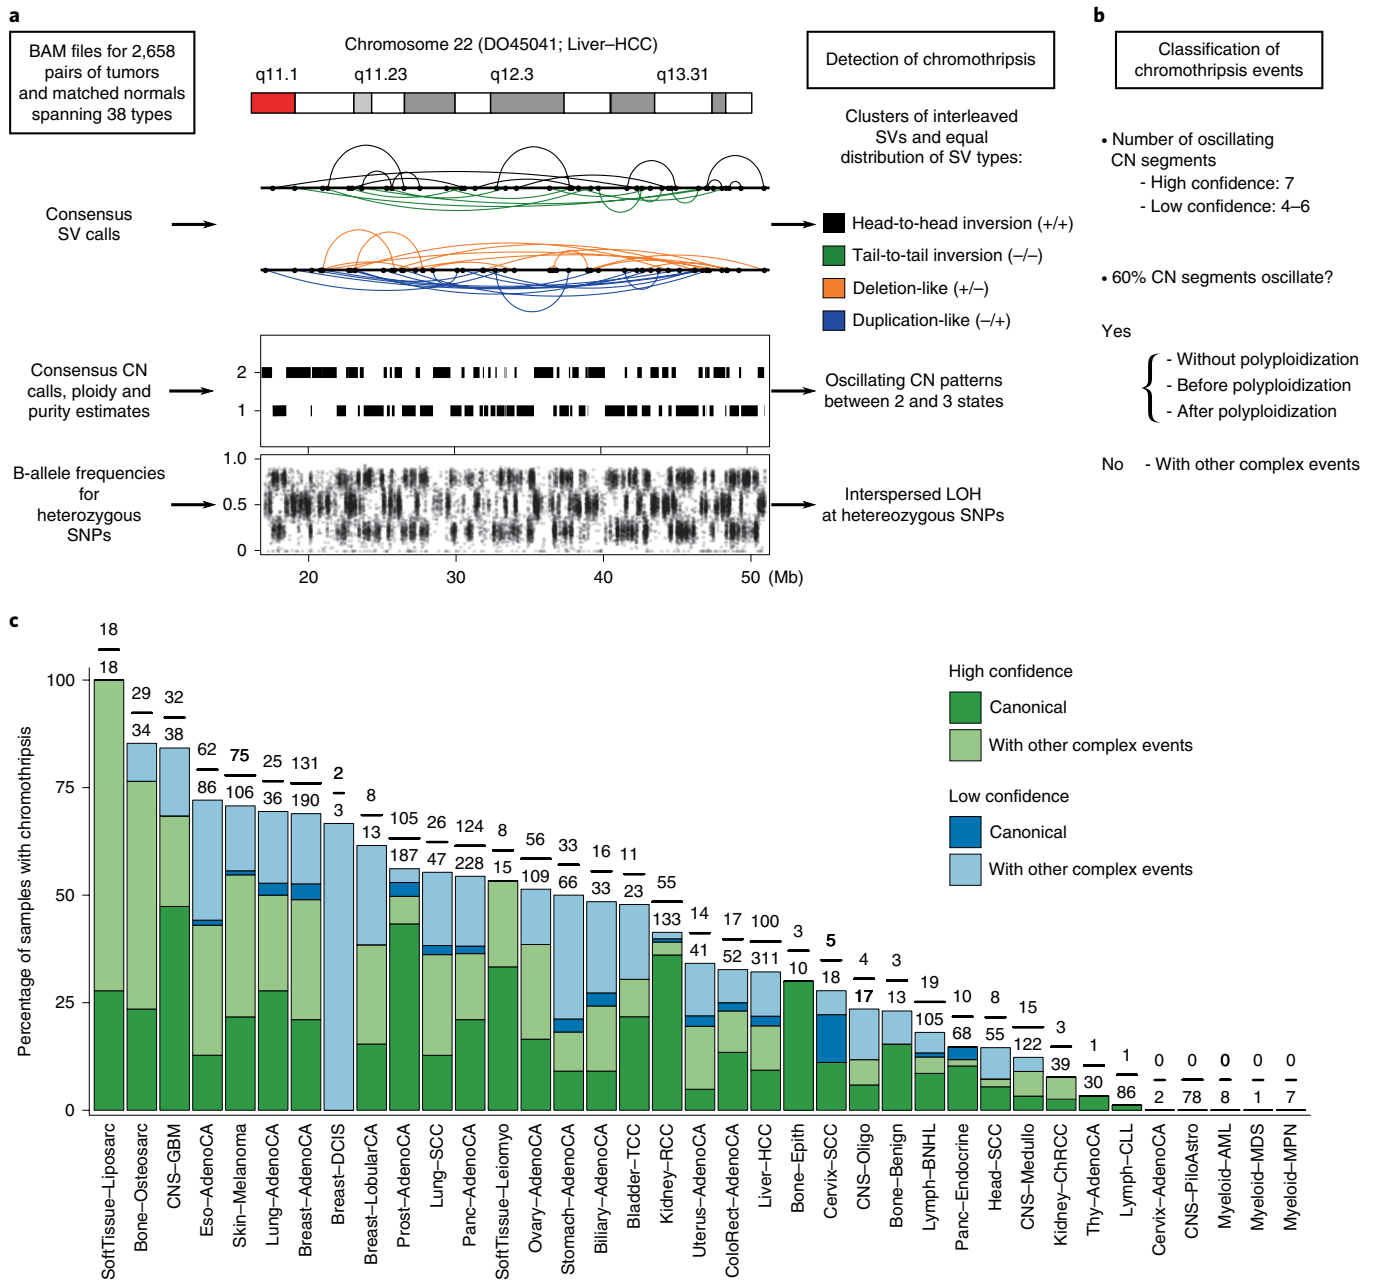 a
BAM files for 2,658
pairs of tumors
and matched normals
spanning 38 types
Chromosome 22 (DO45041; Liver–HCC)
q11.1 q11.23 q12.3 q13.31
Consensus
SV calls
Consensus CN
calls, ploidy and
purity estimates
2
1
B-allele frequencies
for
heterozygous
SNPs
1.0
0.5
0
20 30 40 50 (Mb)
Detection of chromothripsis
Clusters of interleaved
SVs and equal
distribution of SV types:
Head-to-head inversion (+/+)
Tail-to-tail inversion (–/–)
Deletion-like (+/–)
Duplication-like (–/+)
Oscillating CN patterns
between 2 and 3 states
Interspersed LOH
at hetereozygous SNPs
b
Classification of
chromothripsis events
• Number of oscillating
CN segments
- High confidence: 7
- Low confidence: 4–6
• 60% CN segments oscillate?
Yes
- Without polyploidization
- Before polyploidization
- After polyploidization
No - With other complex events
c
Percentage of samples with chromothripsis
100
75
50
25
0
18
18
29
34
32
38
62
86
75
106
25
36
131
190
2
3
8
13
105
187
26
47
124
228
8
15
56
109
33
66
16
33
11
23
55
133
14
41
17
52
100
311
3
10
5
18
4
17
3
13
19
105
10
68
8
55
15
122
3
39
1
30
1
86
0
2
0
78
0
8
0
1
0
7
High confidence
Canonical
With other complex events
Low confidence
Canonical
With other complex events
SoftTissue–Liposarc
Bone–Osteosarc
CNS–GBM
Eso–AdenoCA
Skin–Melanoma
Lung–AdenoCA
Breast–AdenoCA
Breast–DCIS
Breast–LobularCA
Prost–AdenoCA
Lung–SCC
Panc–AdenoCA
SoftTissue–Leiomyo
Ovary–AdenoCA
Stomach–AdenoCA
Biliary–AdenoCA
Bladder–TCC
Kidney–RCC
Uterus–AdenoCA
ColoRect–AdenoCA
Liver–HCC
Bone–Epith
Cervix–SCC
CNS–Oligo
Bone–Benign
Lymph–BNHL
Panc–Endocrine
Head–SCC
CNS–Medullo
Kidney–ChRCC
Thy–AdenoCA
Lymph–CLL
Cervix–AdenoCA
CNS–PiloAstro
Myeloid–AML
Myeloid–MDS
Myeloid–MPN